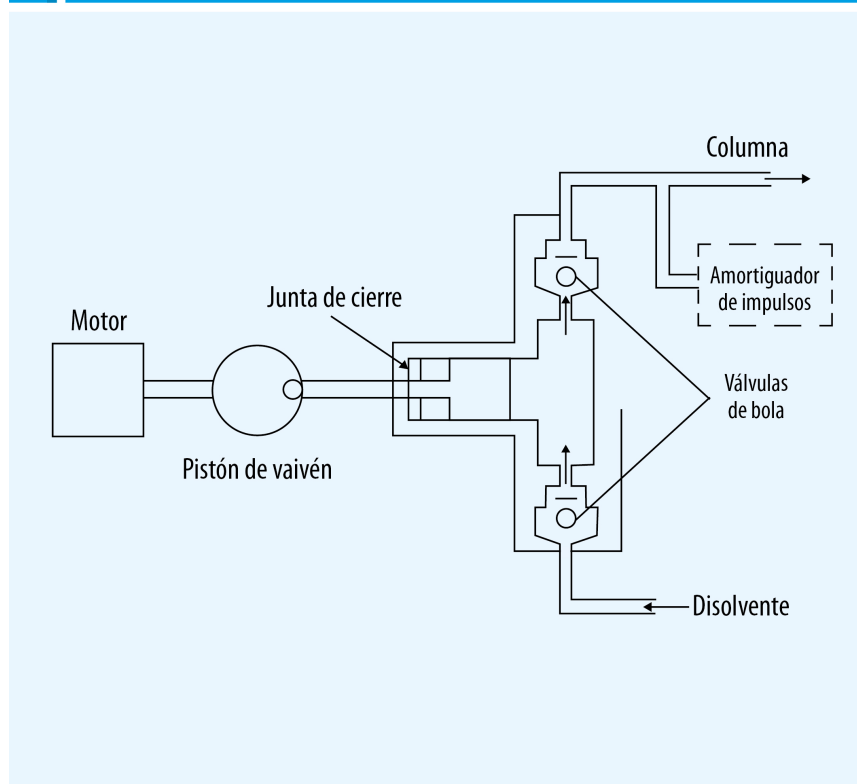 Columna
Amortiguador
de impulsos
Junta de cierre
Motor
Válvulas
de bola
Pistón de vaivén
Disolvente